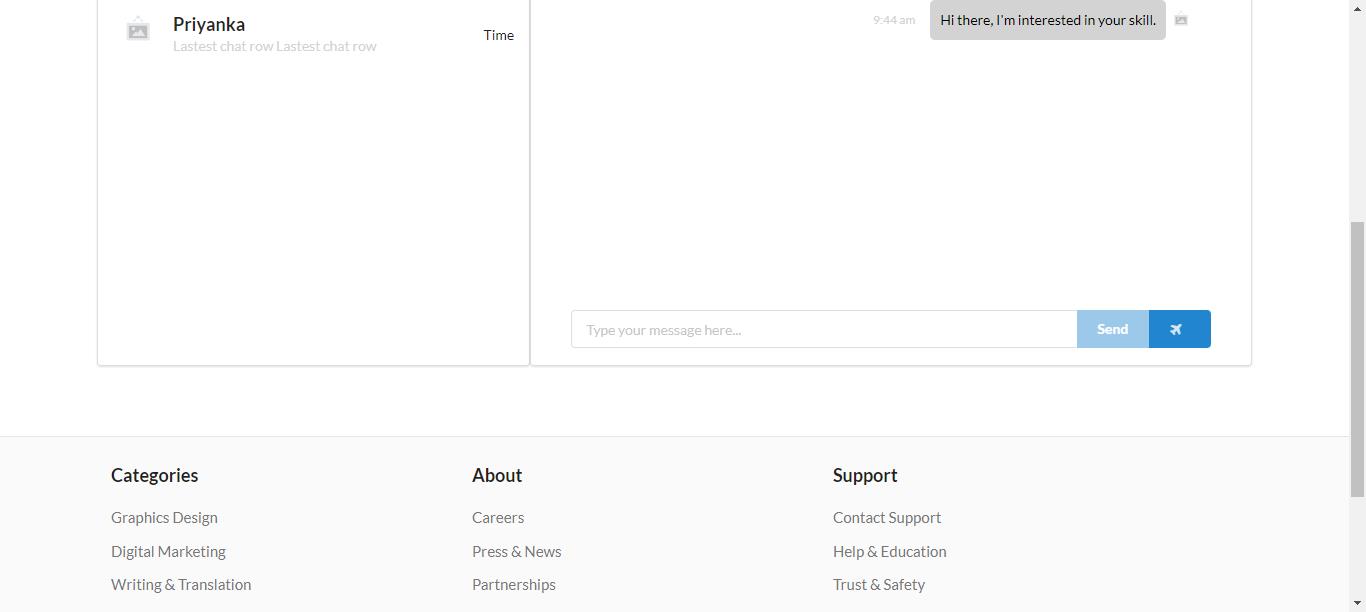 Priyanka
Lastest chat row Lastest chat row
Time
9:44 am
Hi there, I'm interested in your skill.
Type your message here...
Send
Categories
Graphics Design
Digital Marketing
Writing & Translation
About
Careers
Press & News
Partnerships
Support
Contact Support
Help & Education
Trust & Safety